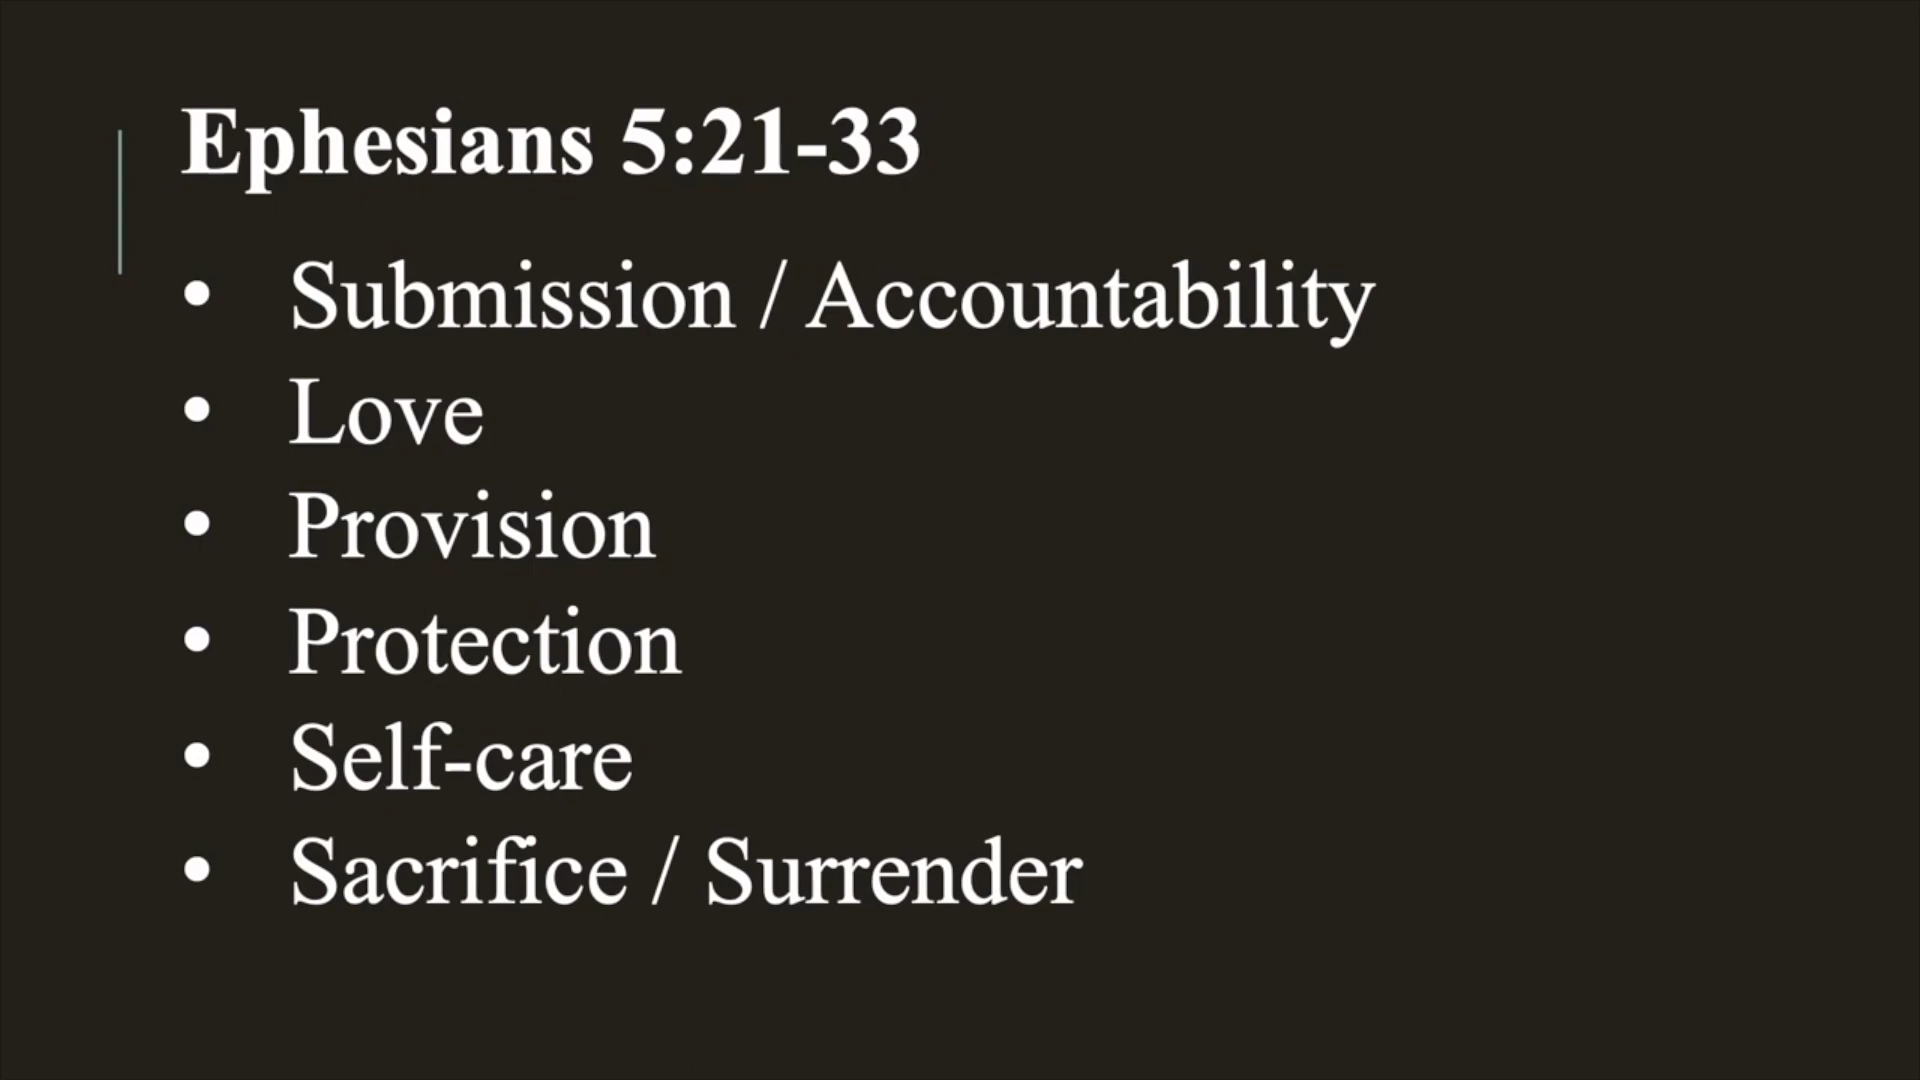 Ephesians 5:21-33
• Submission / Accountability
• Love
• Provision
• Protection
• Self-care
• Sacrifice / Surrender